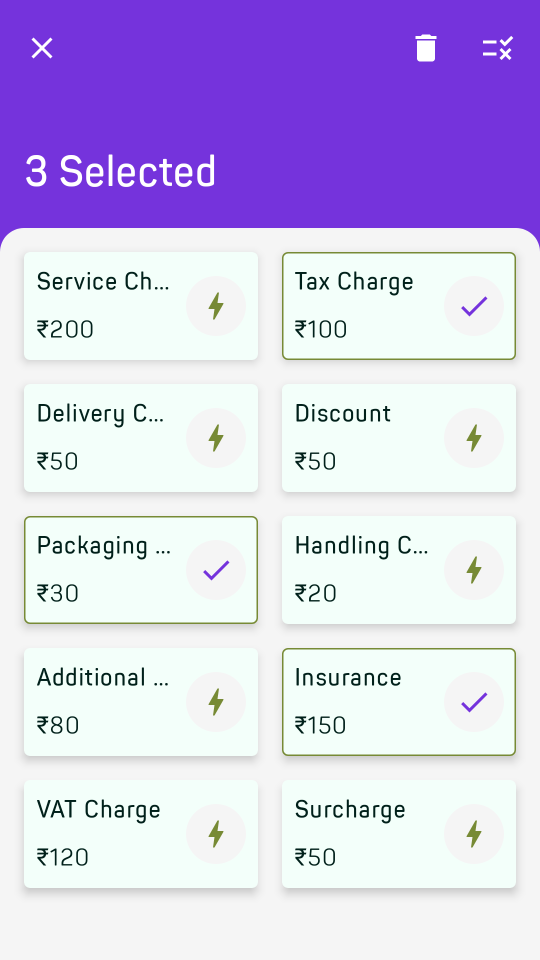 3 Selected
Service Ch...
₹200
Tax Charge
₹100
Delivery C...
₹50
Discount
₹50
Packaging ...
₹30
Handling C...
₹20
Additional ...
₹80
Insurance
₹150
VAT Charge
₹120
Surcharge
₹50